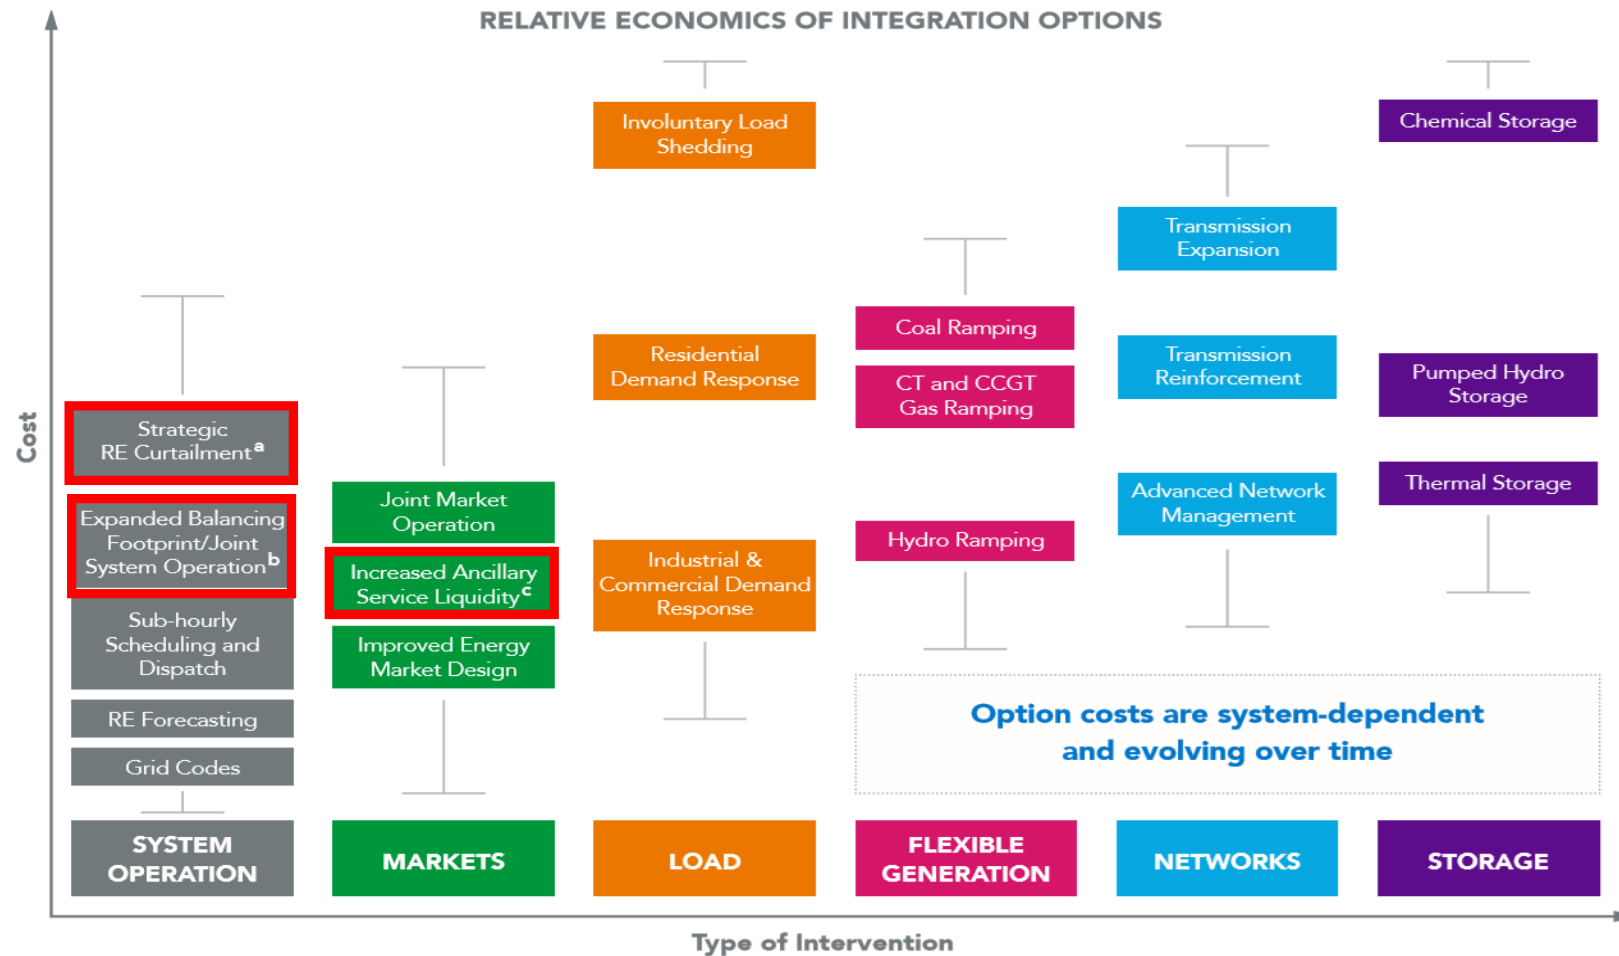 RELATIVE ECONOMICS OF INTEGRATION OPTIONS
Cost
Strategic
RE Curtailment a
Expanded Balancing
Footprint/Joint
System Operation b
Sub-hourly
Scheduling and
Dispatch
RE Forecasting
Grid Codes
SYSTEM
OPERATION
Joint Market
Operation
Increased Ancillary
Service Liquidity c
Improved Energy
Market Design
MARKETS
Involuntary Load
Shedding
Residential
Demand Response
Industrial &
Commercial Demand
Response
LOAD
Coal Ramping
CT and CCGT
Gas Ramping
Hydro Ramping
FLEXIBLE
GENERATION
Transmission
Expansion
Transmission
Reinforcement
Advanced Network
Management
NETWORKS
Chemical Storage
Pumped Hydro
Storage
Thermal Storage
STORAGE
Option costs are system-dependent
and evolving over time
Type of Intervention